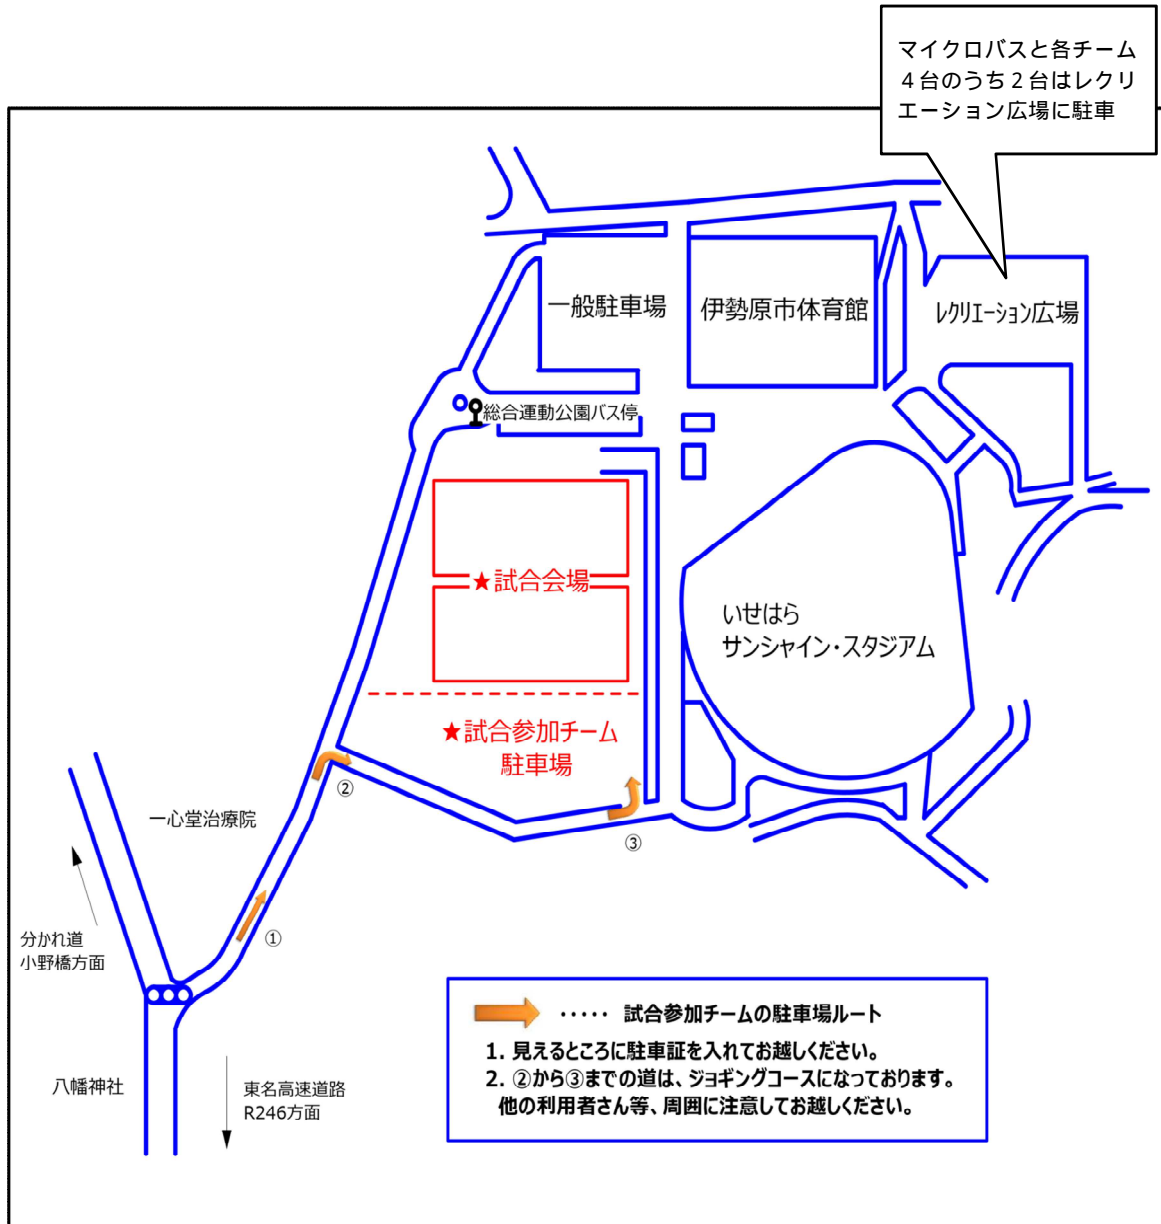 マイクロバスと各チーム
４台のうち２台はレクリ
エーション広場に駐車
一般駐車場
伊勢原市体育館
レクリエーション広場
総合運動公園バス停
★試合会場
いせはら
サンシャイン・スタジアム
★試合参加チーム
駐車場
②
一心堂治療院
③
分かれ道
小野橋方面
①
八幡神社
東名高速道路
R246方面
····· 試合参加チームの駐車場ルート
1. 見えるところに駐車証を入れてお越しください。
2. ②から③までの道は、ジョギングコースになっております。
他の利用者さん等、周囲に注意してお越しください。